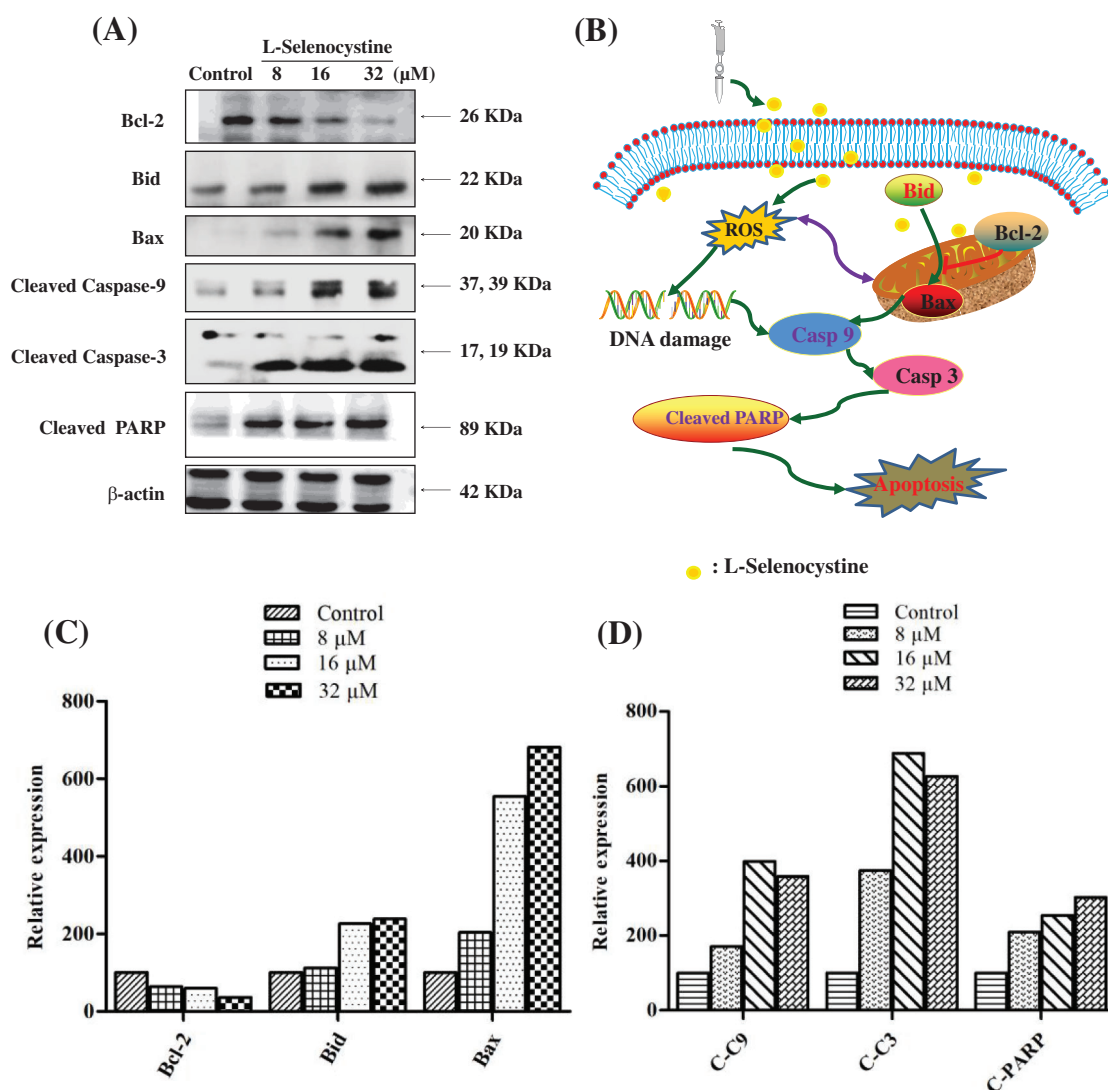 (A)
L-Selenocystine
Control 8 16 32 (µM)
Bcl-2 26 KDa
Bid 22 KDa
Bax 20 KDa
Cleaved Caspase-9 37, 39 KDa
Cleaved Caspase-3 17, 19 KDa
Cleaved PARP 89 KDa
β-actin 42 KDa
(B)
Bid
ROS
Bcl-2
Bax
DNA damage
Casp 9
Casp 3
Cleaved PARP
Apoptosis
: L-Selenocystine
(C)
Control
8 µM
16 µM
32 µM
Relative expression
800
600
400
200
0
Bcl-2
Bid
Bax
(D)
Control
8 µM
16 µM
32 µM
Relative expression
800
600
400
200
0
C-C9
C-C3
C-PARP